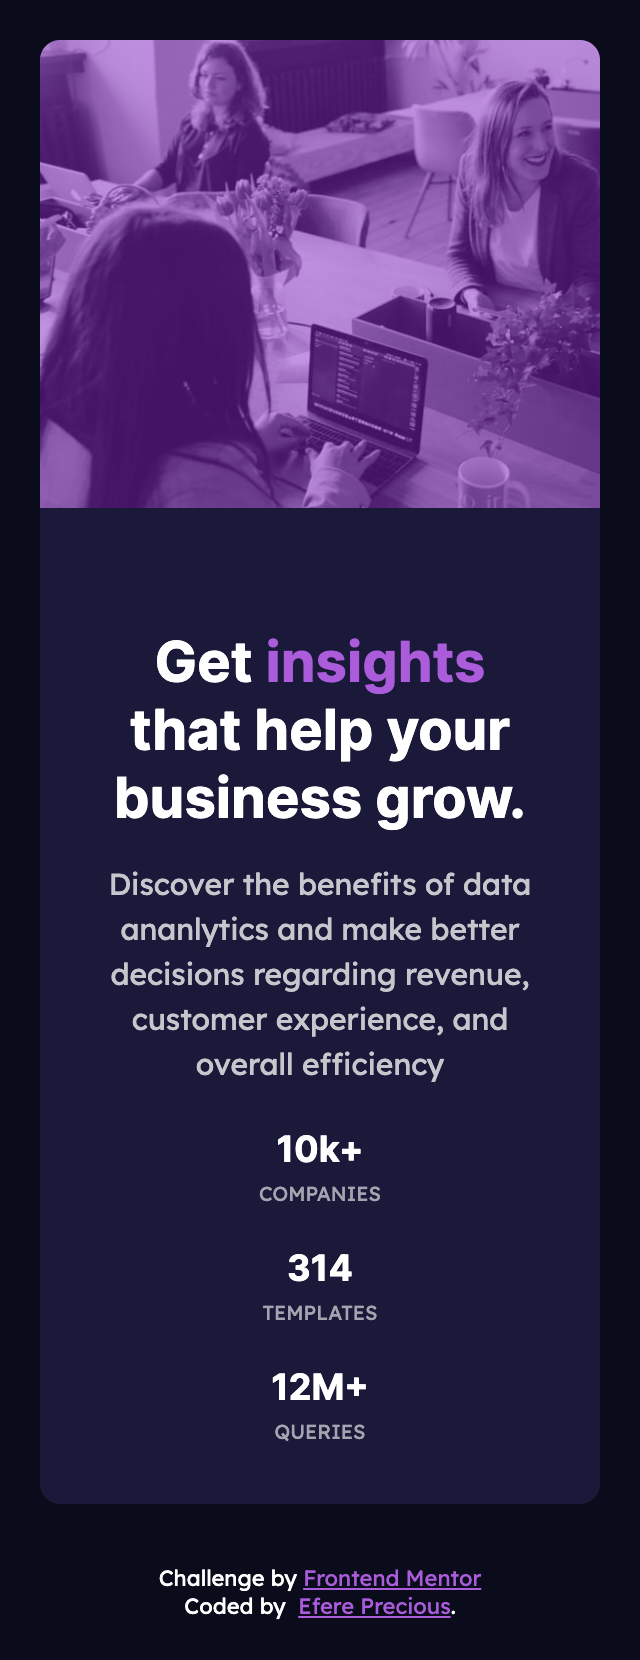 Get insights
that help your
business grow.
Discover the benefits of data
ananlytics and make better
decisions regarding revenue,
customer experience, and
overall efficiency
10k+
COMPANIES
314
TEMPLATES
12M+
QUERIES
Challenge by Frontend Mentor
Coded by Efere Precious.